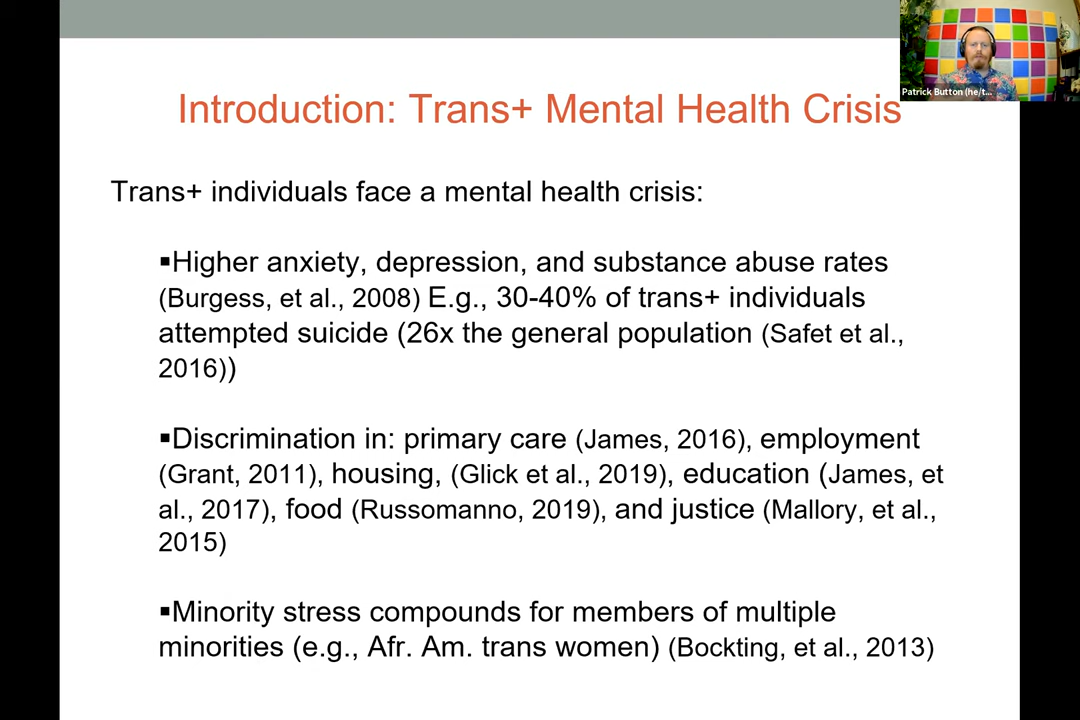 Patrick Button (he/t...
Introduction: Trans+ Mental Health Crisis
Trans+ individuals face a mental health crisis:
▪Higher anxiety, depression, and substance abuse rates
(Burgess, et al., 2008) E.g., 30-40% of trans+ individuals
attempted suicide (26x the general population (Safet et al.,
2016))
▪Discrimination in: primary care (James, 2016), employment
(Grant, 2011), housing, (Glick et al., 2019), education (James, et
al., 2017), food (Russomanno, 2019), and justice (Mallory, et al.,
2015)
▪Minority stress compounds for members of multiple
minorities (e.g., Afr. Am. trans women) (Bockting, et al., 2013)